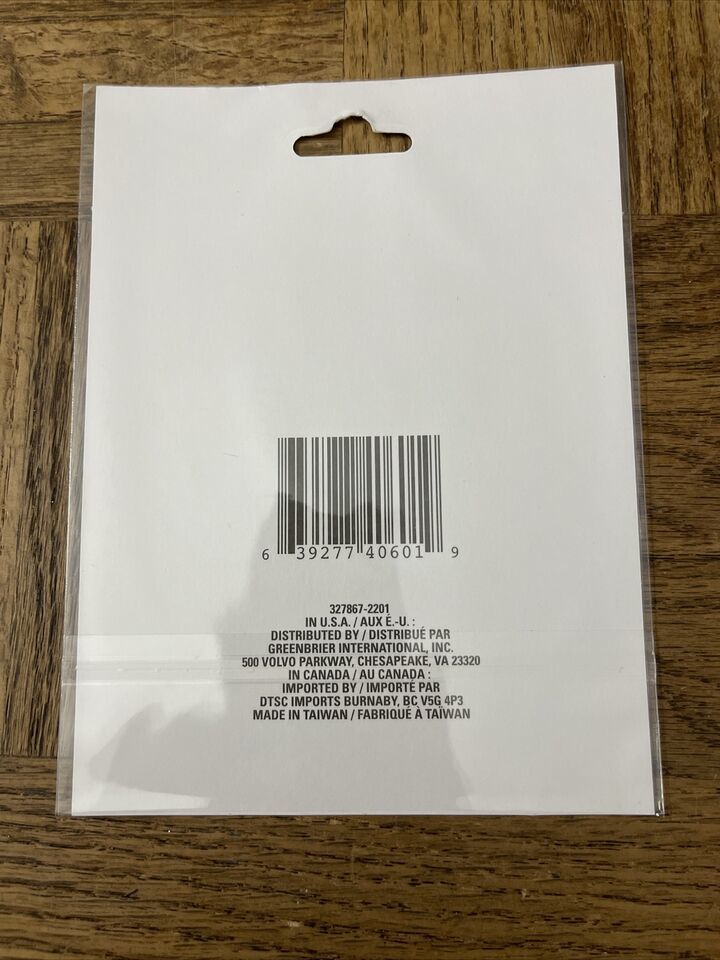 6 39277 40601 9
327867-2201
IN U.S.A. / AUX É.-U. :
DISTRIBUTED BY / DISTRIBUÉ PAR
GREENBRIER INTERNATIONAL, INC.
500 VOLVO PARKWAY, CHESAPEAKE, VA 23320
IN CANADA / AU CANADA :
IMPORTED BY / IMPORTÉ PAR
DTSC IMPORTS BURNABY, BC V5G 4P3
MADE IN TAIWAN / FABRIQUÉ À TAÏWAN